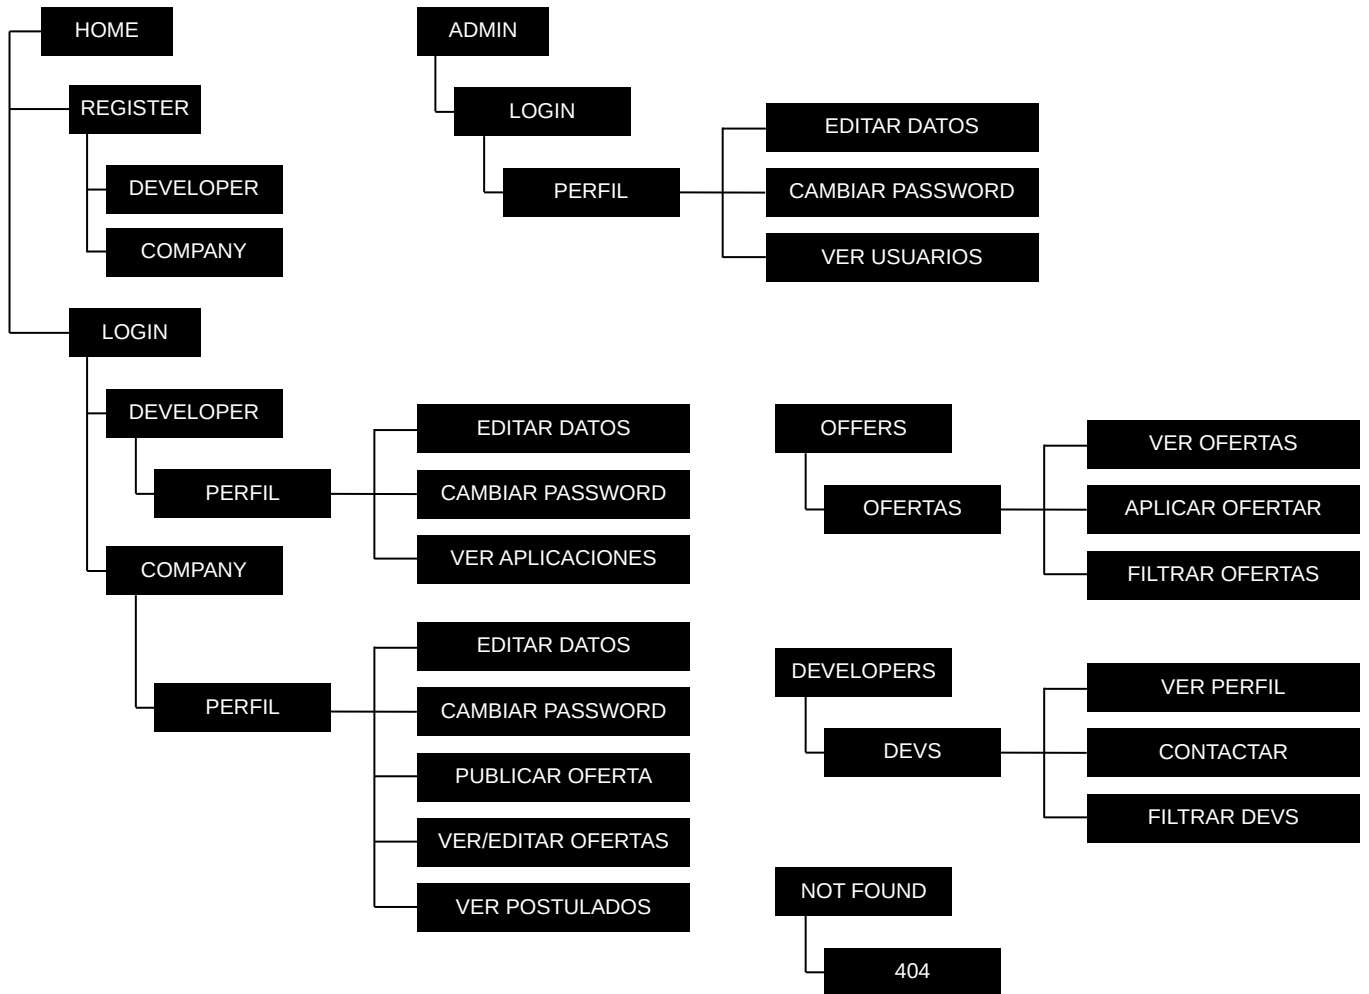 HOME
REGISTER
DEVELOPER
COMPANY
LOGIN
DEVELOPER
PERFIL
EDITAR DATOS
CAMBIAR PASSWORD
VER APLICACIONES
COMPANY
PERFIL
EDITAR DATOS
CAMBIAR PASSWORD
PUBLICAR OFERTA
VER/EDITAR OFERTAS
VER POSTULADOS
ADMIN
LOGIN
PERFIL
EDITAR DATOS
CAMBIAR PASSWORD
VER USUARIOS
OFFERS
OFERTAS
VER OFERTAS
APLICAR OFERTAR
FILTRAR OFERTAS
DEVELOPERS
DEVS
VER PERFIL
CONTACTAR
FILTRAR DEVS
NOT FOUND
404